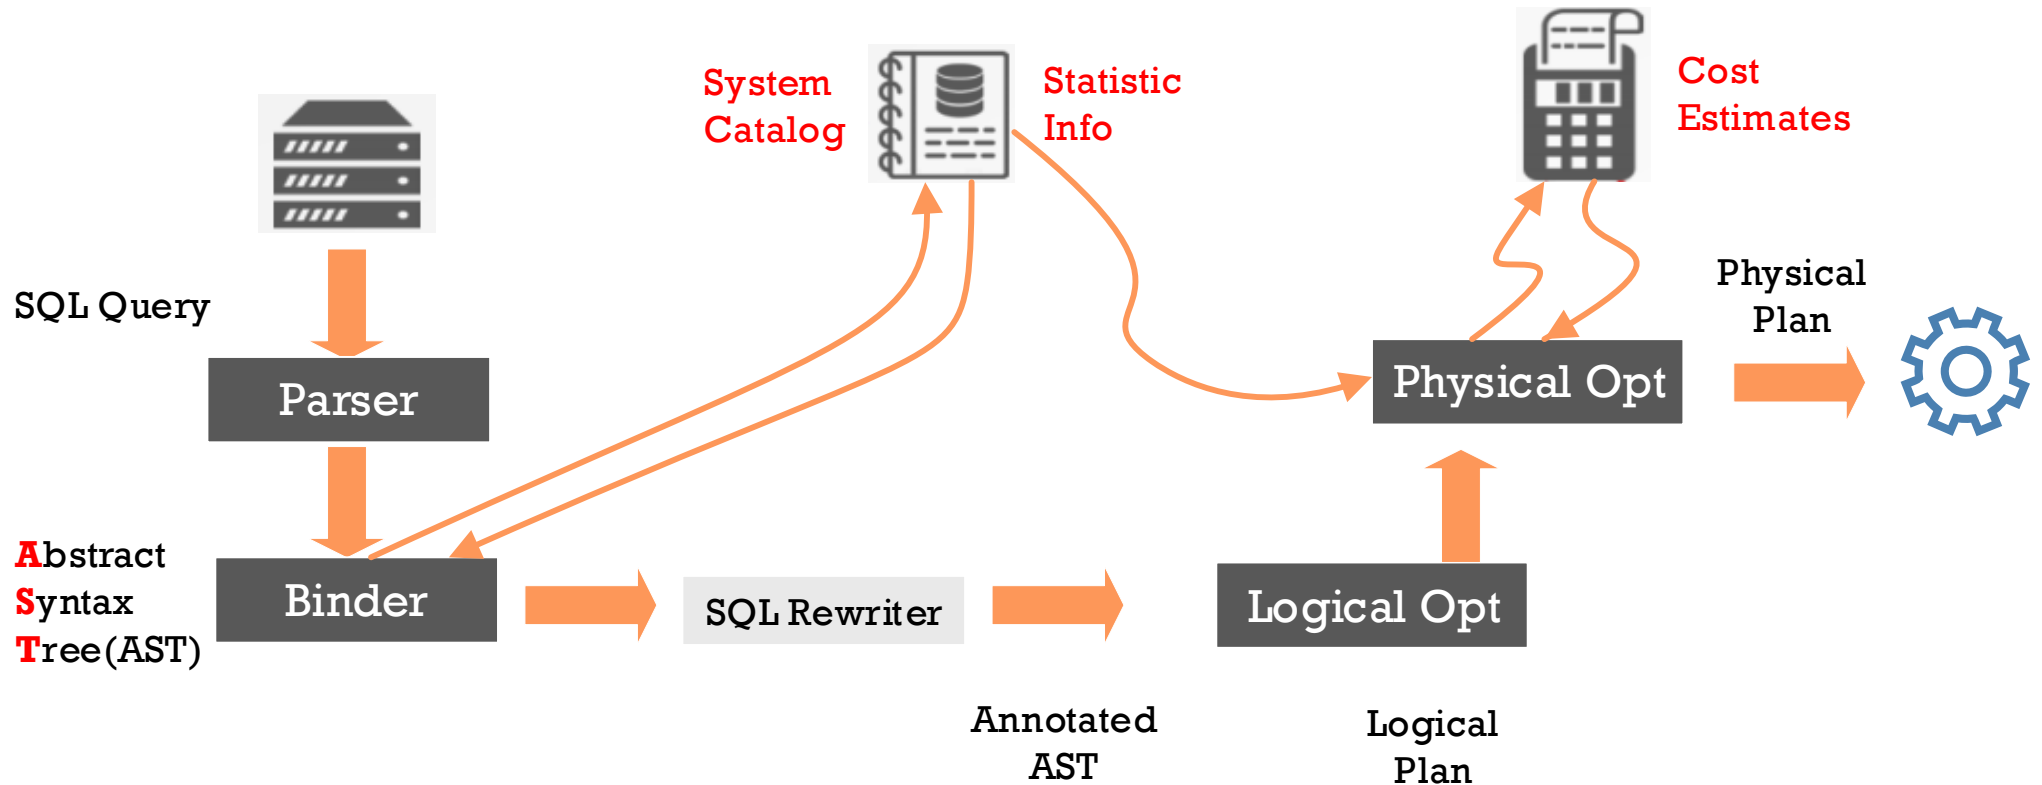 System
Catalog
Statistic
Info
Cost
Estimates
SQL Query
Physical
Plan
Parser
Physical Opt
Abstract
Syntax
Tree(AST)
Binder
SQL Rewriter
Logical Opt
Annotated
AST
Logical
Plan